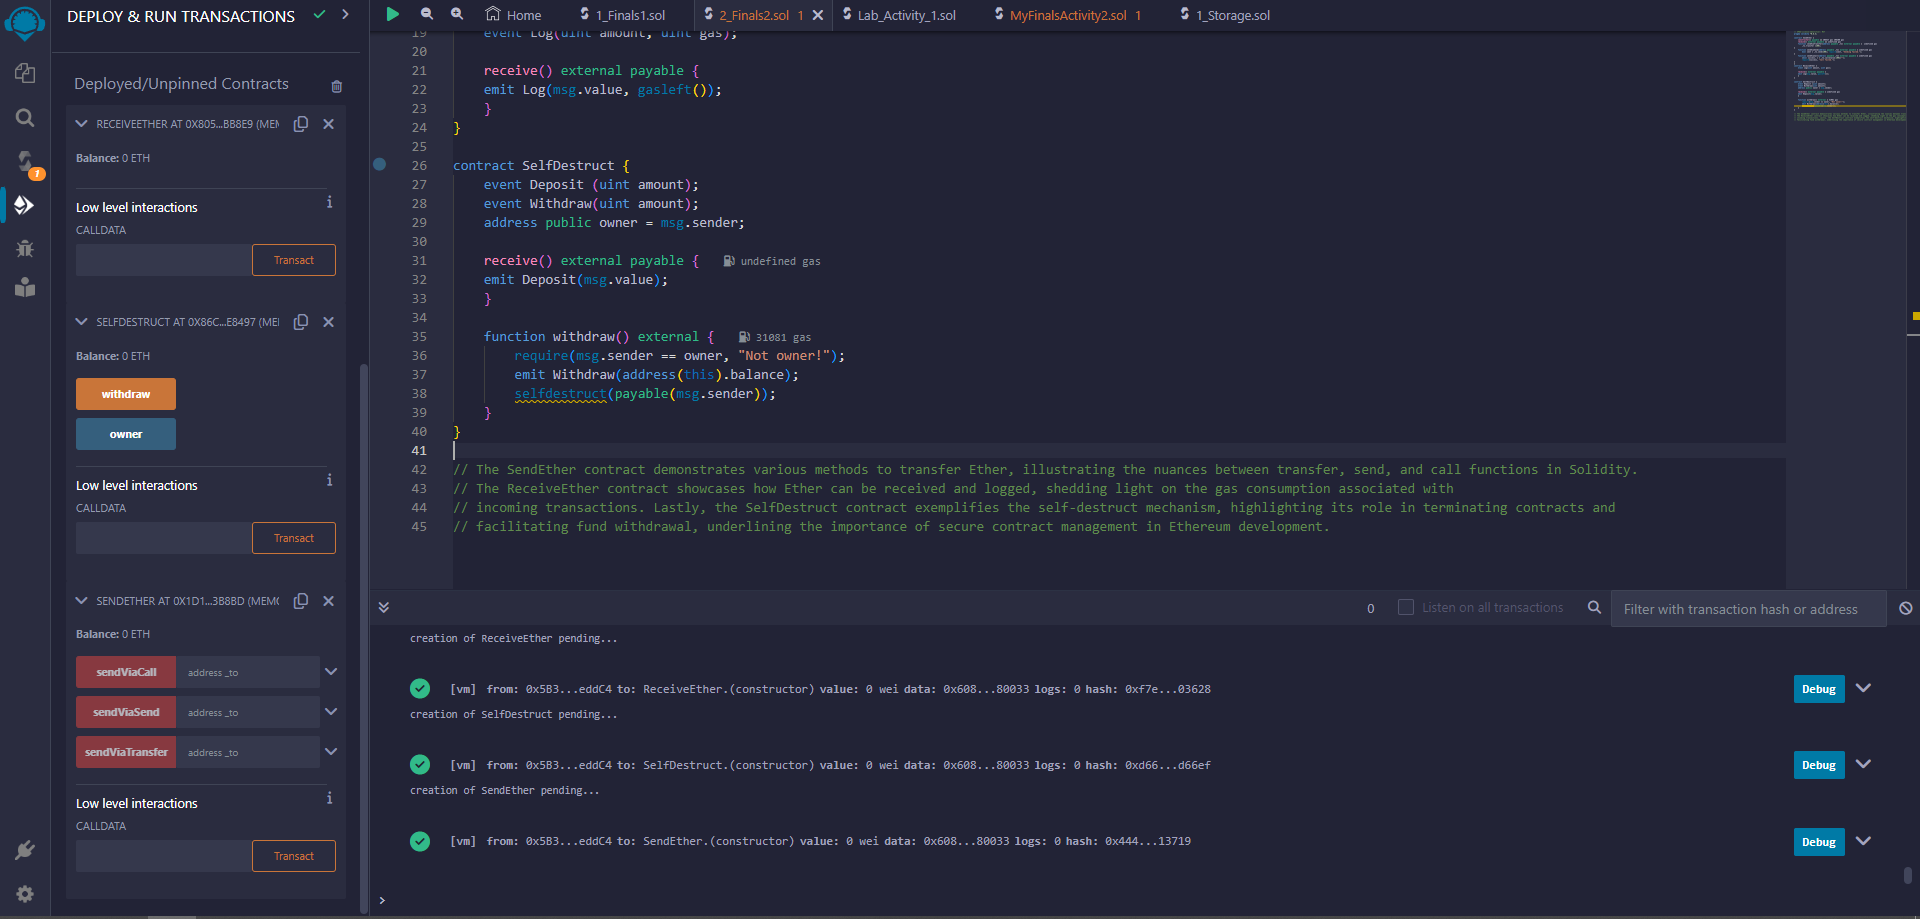 DEPLOY & RUN TRANSACTIONS
Deployed/Unpinned Contracts
RECEIVEETHER AT 0X805...BB8E9 (MEM
Balance: 0 ETH
Low level interactions
i
CALLDATA
Transact
SELFDESTRUCT AT 0X86C...E8497 (ME
Balance: 0 ETH
withdraw
owner
Low level interactions
i
CALLDATA
Transact
SENDETHER AT 0X1D1...3B8BD (MEMO
Balance: 0 ETH
sendViaCall address _to
sendViaSend address _to
sendViaTransfer address _to
Low level interactions
i
CALLDATA
Transact
1
Home
1_Finals1.sol
2_Finals2.sol 1
Lab_Activity_1.sol
MyFinalsActivity2.sol 1
1_Storage.sol
19 event Log(uint amount, uint gas);
20
21 receive() external payable {
22 emit Log(msg.value, gasleft());
23 }
24 }
25
26 contract SelfDestruct {
27 event Deposit (uint amount);
28 event Withdraw(uint amount);
29 address public owner = msg.sender;
30
31 receive() external payable { undefined gas
32 emit Deposit(msg.value);
33 }
34
35 function withdraw() external { 31081 gas
36 require(msg.sender == owner, "Not owner!");
37 emit Withdraw(address(this).balance);
38 selfdestruct(payable(msg.sender));
39 }
40 }
41
42 // The SendEther contract demonstrates various methods to transfer Ether, illustrating the nuances between transfer, send, and call functions in Solidity.
43 // The ReceiveEther contract showcases how Ether can be received and logged, shedding light on the gas consumption associated with
44 // incoming transactions. Lastly, the SelfDestruct contract exemplifies the self-destruct mechanism, highlighting its role in terminating contracts and
45 // facilitating fund withdrawal, underlining the importance of secure contract management in Ethereum development.
0 Listen on all transactions Filter with transaction hash or address
creation of ReceiveEther pending...
[vm] from: 0x5B3...eddC4 to: ReceiveEther.(constructor) value: 0 wei data: 0x608...80033 logs: 0 hash: 0xf7e...03628 Debug
creation of SelfDestruct pending...
[vm] from: 0x5B3...eddC4 to: SelfDestruct.(constructor) value: 0 wei data: 0x608...80033 logs: 0 hash: 0xd66...d66ef Debug
creation of SendEther pending...
[vm] from: 0x5B3...eddC4 to: SendEther.(constructor) value: 0 wei data: 0x608...80033 logs: 0 hash: 0x444...13719 Debug
>